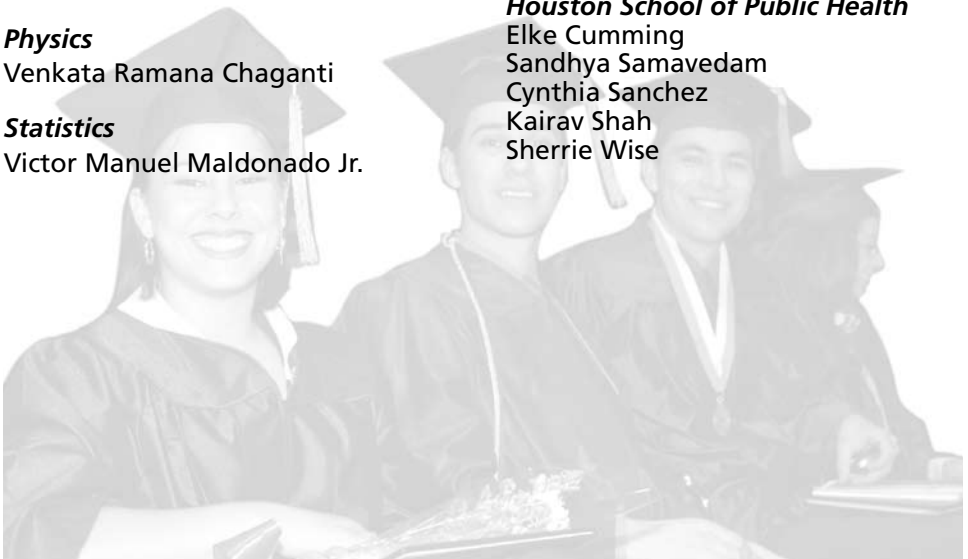 Physics
Venkata Ramana Chaganti
Statistics
Victor Manuel Maldonado Jr.
Houston School of Public Health
Elke Cumming
Sandhya Samavedam
Cynthia Sanchez
Kairav Shah
Sherrie Wise